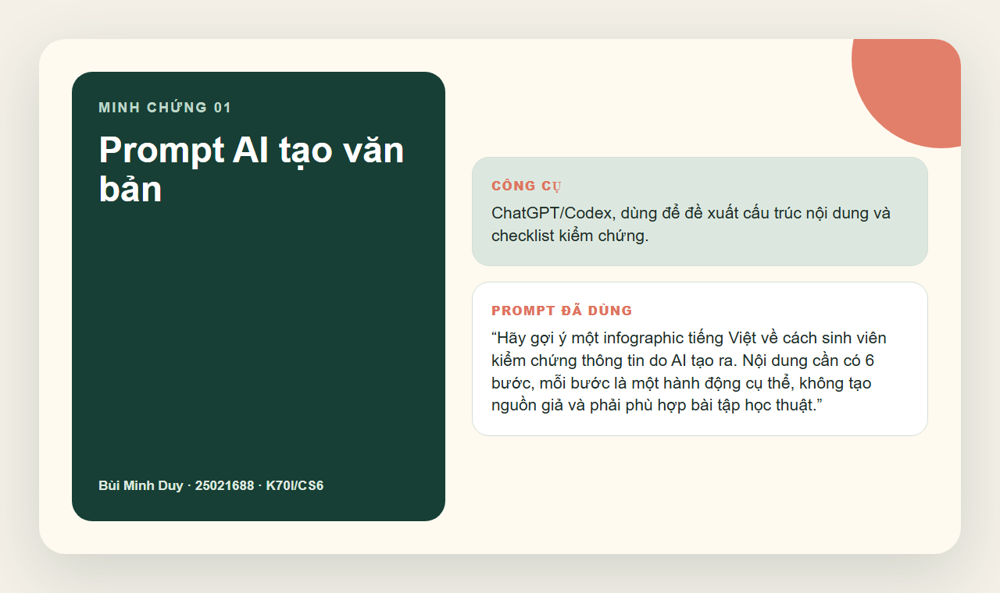 MINH CHỨNG 01
Prompt AI tạo văn
bản
Bùi Minh Duy · 25021688 · K70I/CS6
CÔNG CỤ
ChatGPT/Codex, dùng để đề xuất cấu trúc nội dung và
checklist kiểm chứng.
PROMPT ĐÃ DÙNG
“Hãy gợi ý một infographic tiếng Việt về cách sinh viên
kiểm chứng thông tin do AI tạo ra. Nội dung cần có 6
bước, mỗi bước là một hành động cụ thể, không tạo
nguồn giả và phải phù hợp bài tập học thuật.”